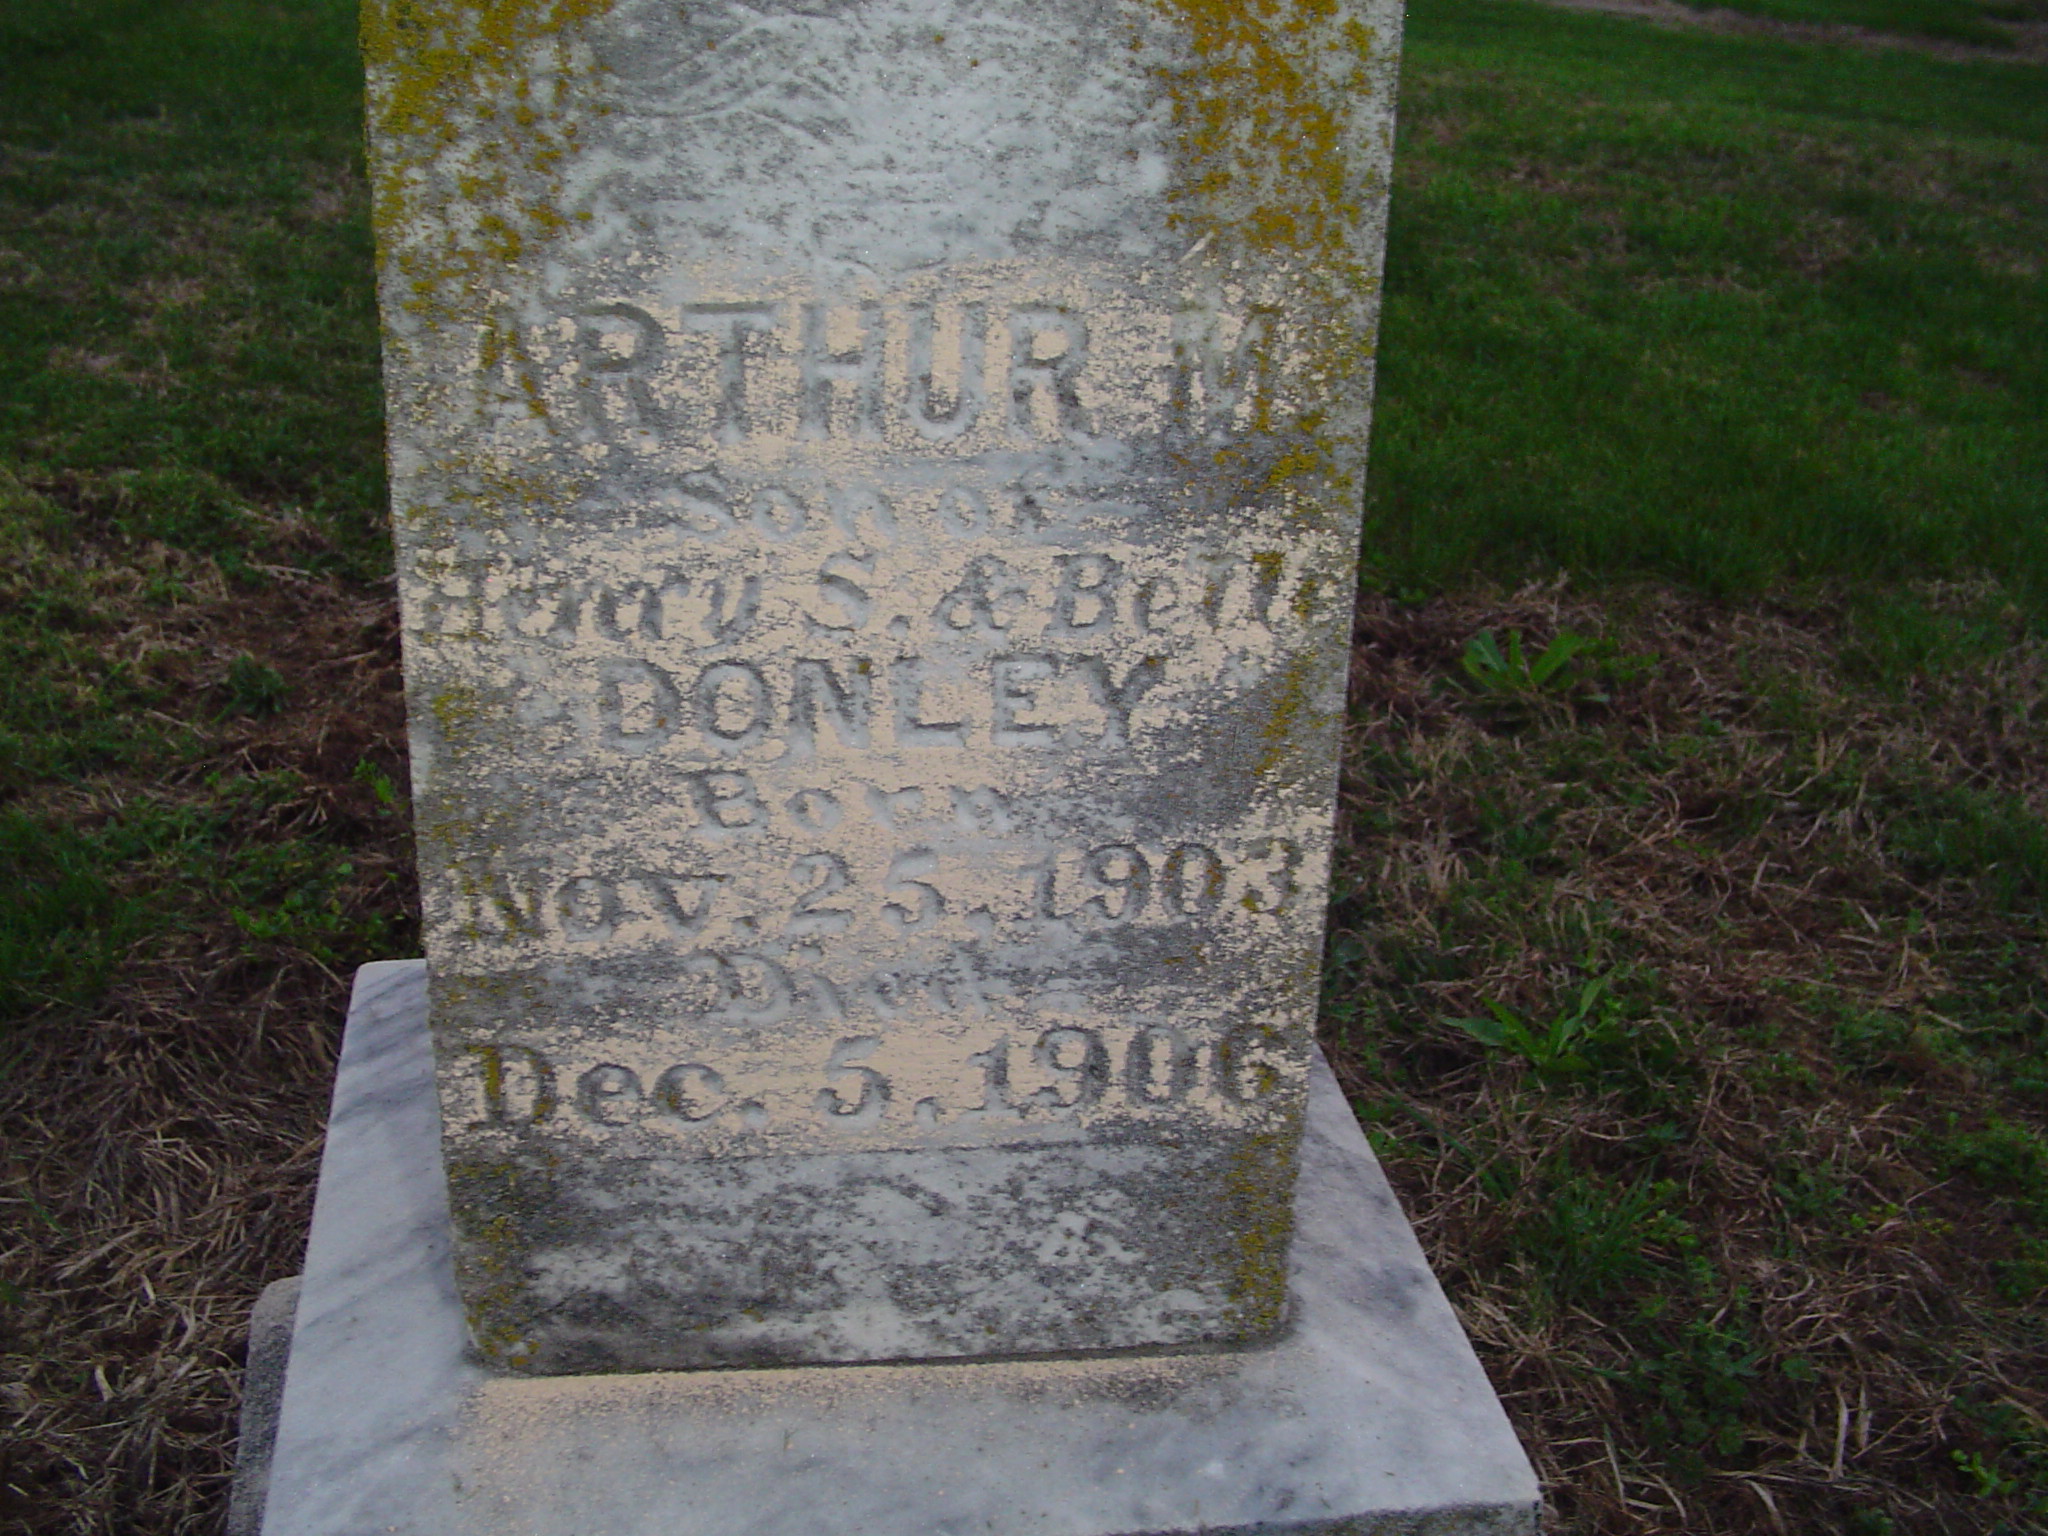 ARTHUR M
Son of
Henry S. & Belle
DONLEY
Born
Nov. 25, 1903
Died
Dec. 5, 1906